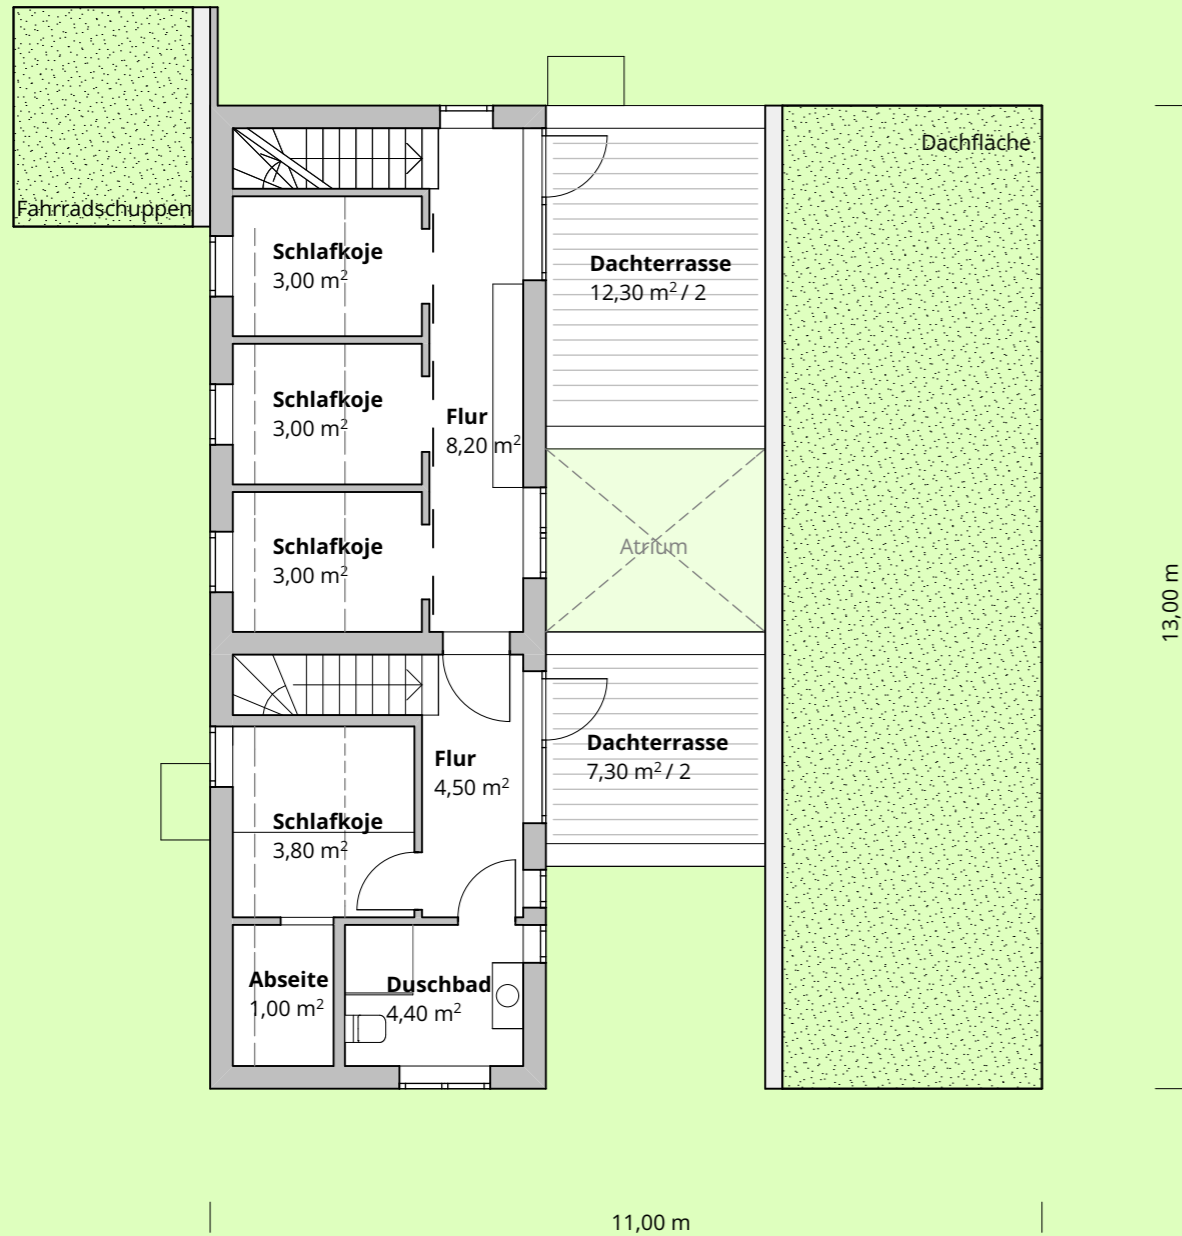 Dachfläche
Fahrradschuppen
Schlafkoje
3,00 m²
Dachterrasse
12,30 m² / 2
Schlafkoje
3,00 m²
Flur
8,20 m²
Schlafkoje
3,00 m²
Atrium
13,00 m
Dachterrasse
7,30 m² / 2
Flur
4,50 m²
Schlafkoje
3,80 m²
Abseite
1,00 m²
Duschbad
4,40 m²
11,00 m